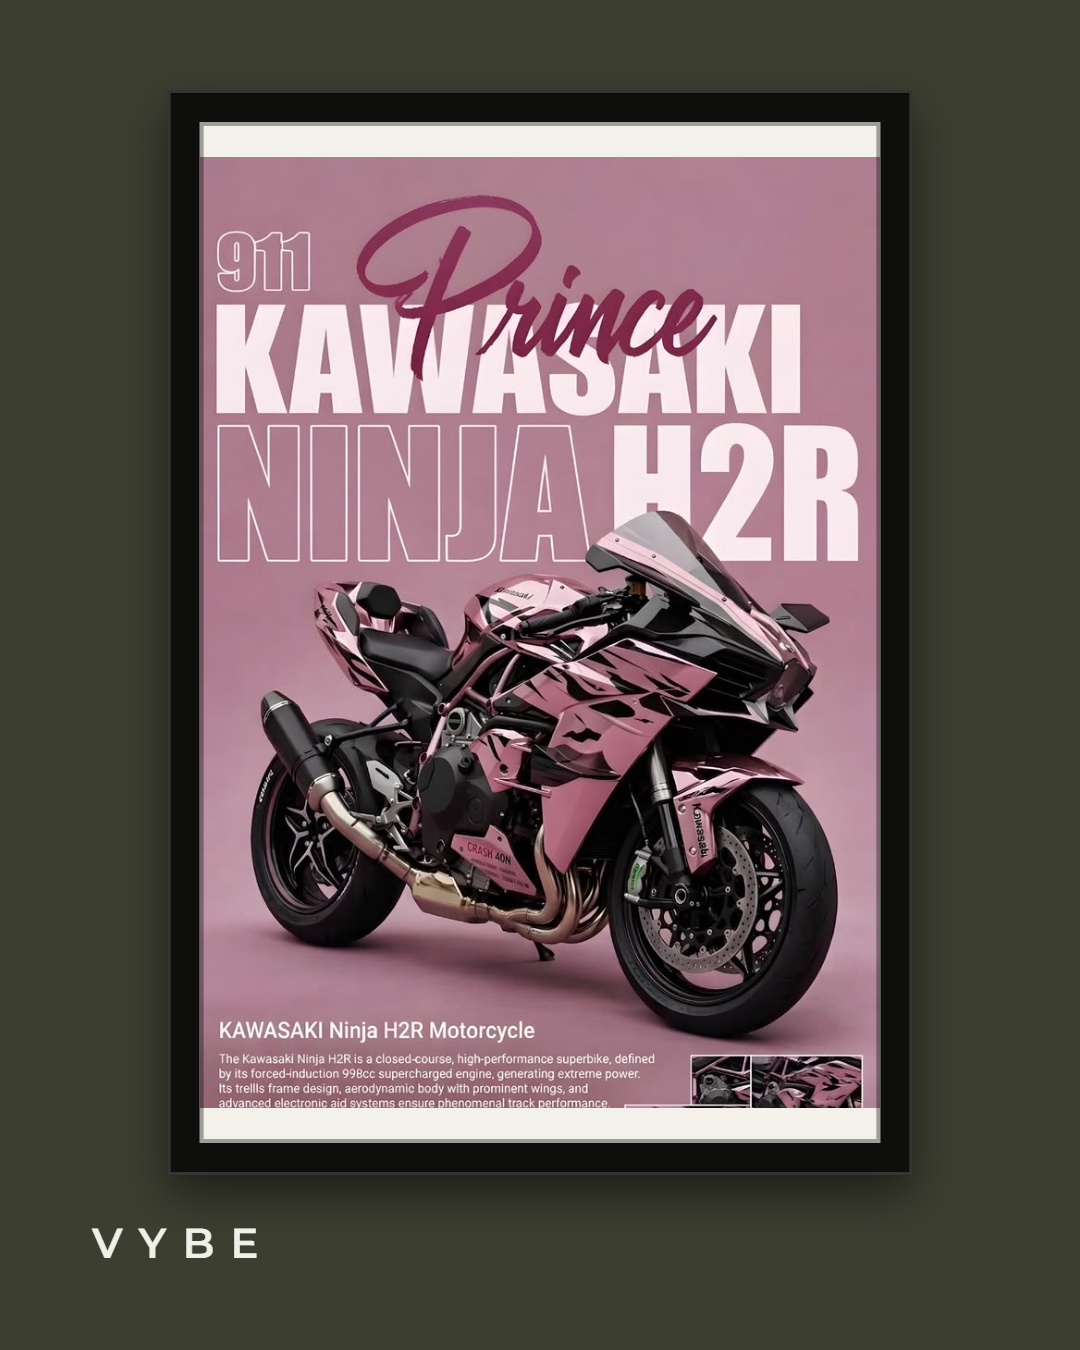 911
Prince
KAWASAKI
NINJA H2R
Kawasaki
Kawasaki
CRASH 40N
KAWASAKI Ninja H2R Motorcycle
The Kawasaki Ninja H2R is a closed-course, high-performance superbike, defined
by its forced-induction 998cc supercharged engine, generating extreme power.
Its trellls frame design, aerodynamic body with prominent wings, and
advanced electronic aid systems ensure phenomenal track performance.
VYBE